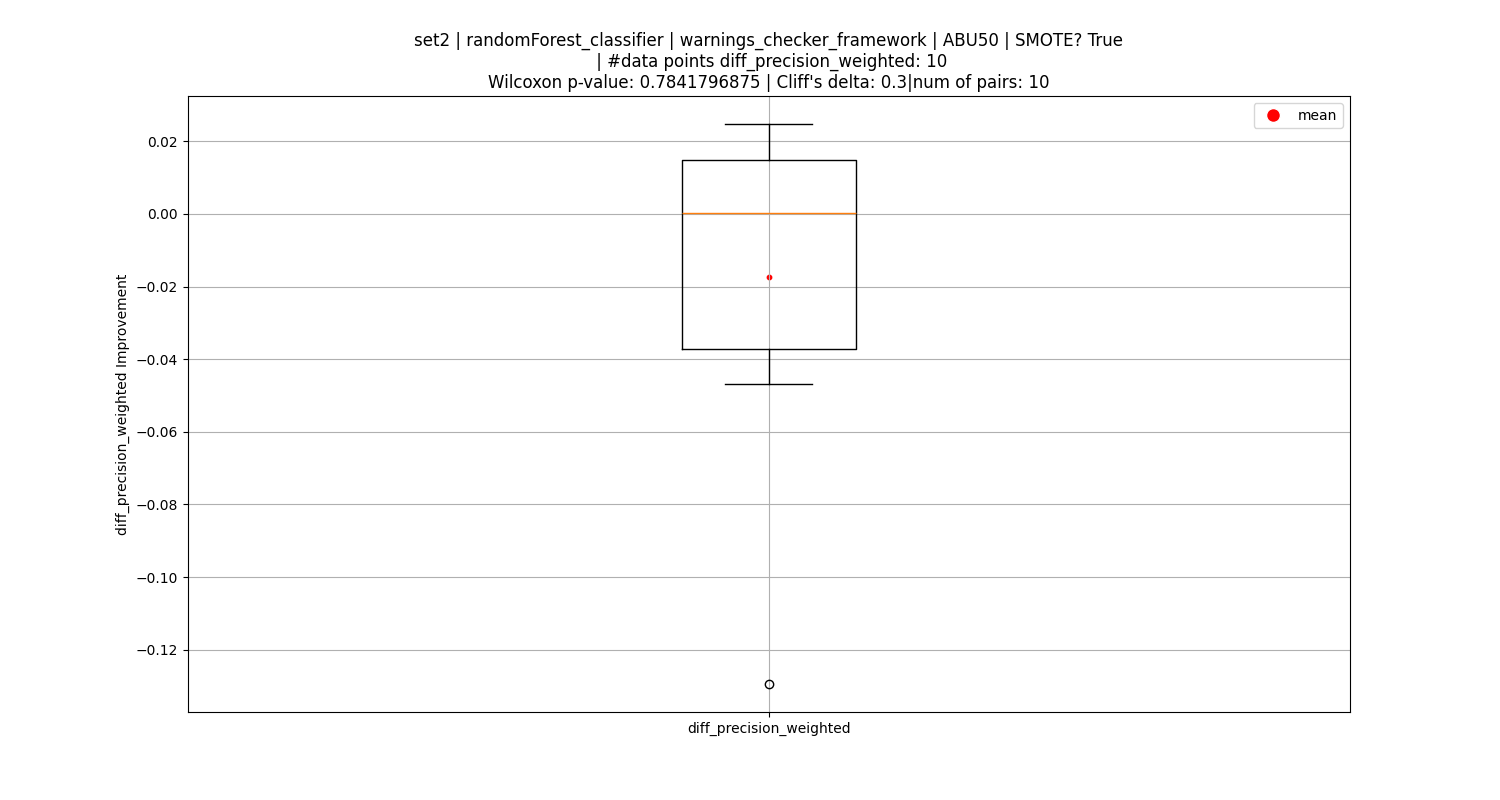 set2 | randomForest_classifier | warnings_checker_framework | ABU50 | SMOTE? True
| #data points diff_precision_weighted: 10
Wilcoxon p-value: 0.7841796875 | Cliff's delta: 0.3|num of pairs: 10
mean
0.02
0.00
−0.02
−0.04
−0.06
−0.08
−0.10
−0.12
diff_precision_weighted Improvement
diff_precision_weighted